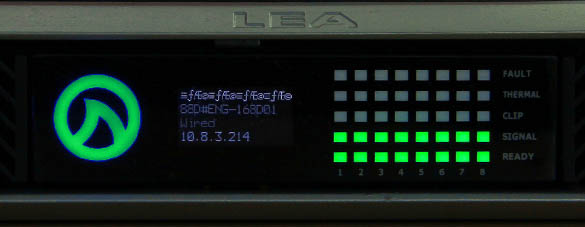 LEA
88D#ENG-168D01
Wired
10.8.3.214
FAULT
THERMAL
CLIP
SIGNAL
READY
1 2 3 4 5 6 7 8